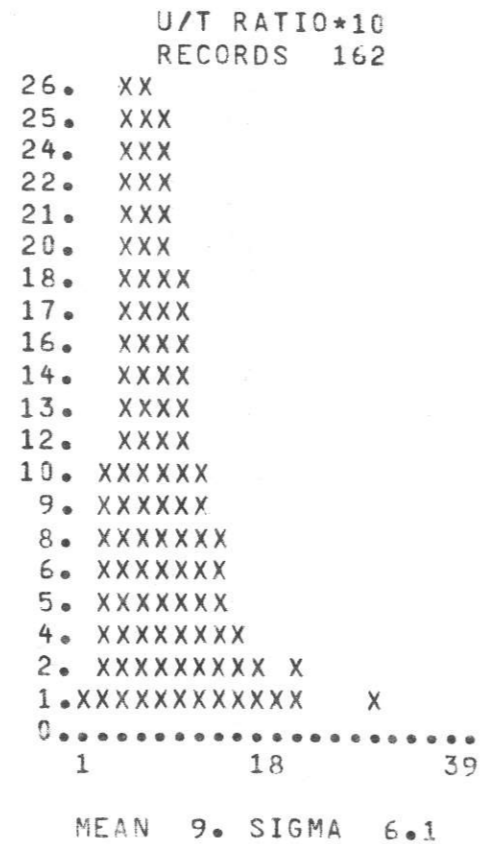 U/T RATIO*10
RECORDS 162
26. XX
25. XXX
24. XXX
22. XXX
21. XXX
20. XXX
18. XXXX
17. XXXX
16. XXXX
14. XXXX
13. XXXX
12. XXXX
10. XXXXXX
9. XXXXXX
8. XXXXXXX
6. XXXXXXX
5. XXXXXXX
4. XXXXXXXX
2. XXXXXXXXX X
1.XXXXXXXXXXXX X
0......................
1 18 39
MEAN 9. SIGMA 6.1